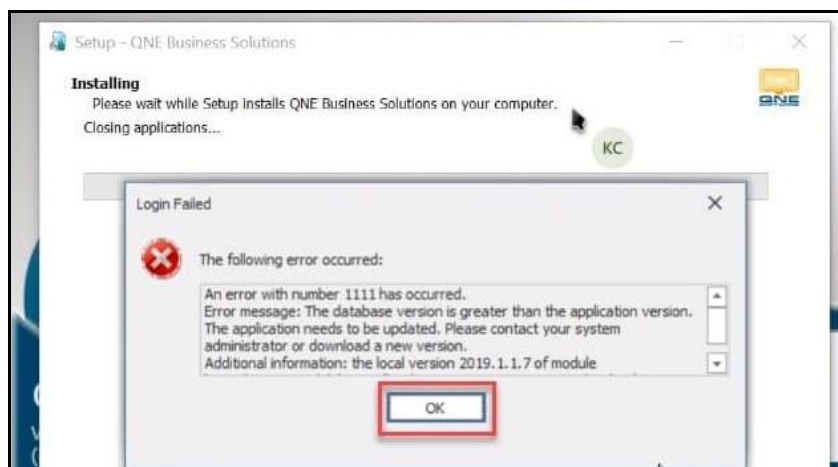 Setup - QNE Business Solutions
Installing
Please wait while Setup installs QNE Business Solutions on your computer.
QNE
Closing applications...
KC
Login Failed
The following error occurred:
An error with number 1111 has occurred.
Error message: The database version is greater than the application version.
The application needs to be updated. Please contact your system
administrator or download a new version.
Additional information: the local version 2019.1.1.7 of module
OK